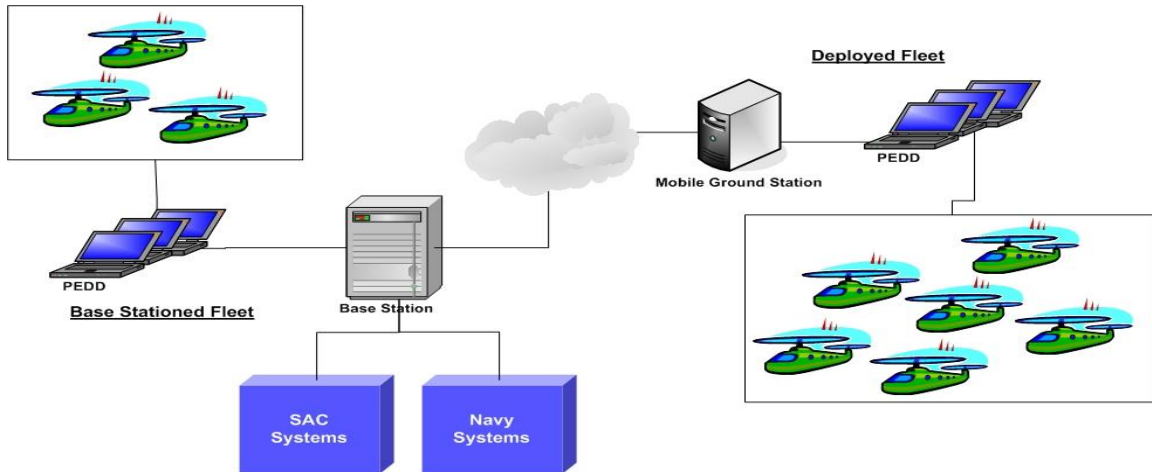 Deployed Fleet
PEDD
Mobile Ground Station
PEDD
Base Stationed Fleet
Base Station
SAC
Systems
Navy
Systems